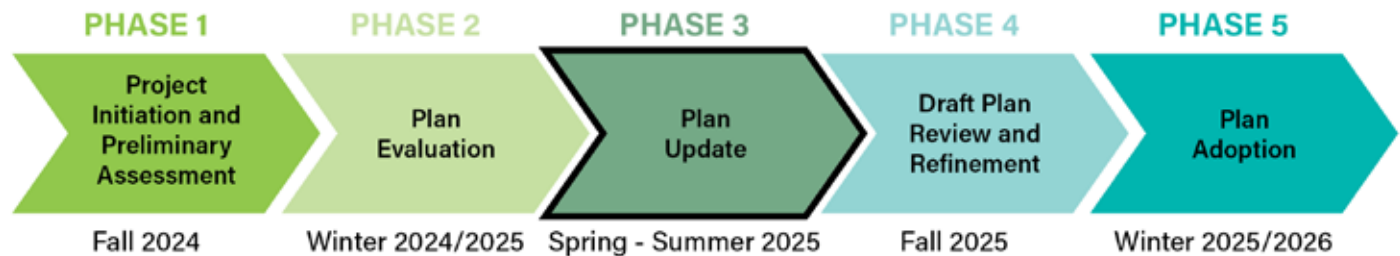 PHASE 1
Project
Initiation and
Preliminary
Assessment
Fall 2024
PHASE 2
Plan
Evaluation
Winter 2024/2025
PHASE 3
Plan
Update
Spring - Summer 2025
PHASE 4
Draft Plan
Review and
Refinement
Fall 2025
PHASE 5
Plan
Adoption
Winter 2025/2026